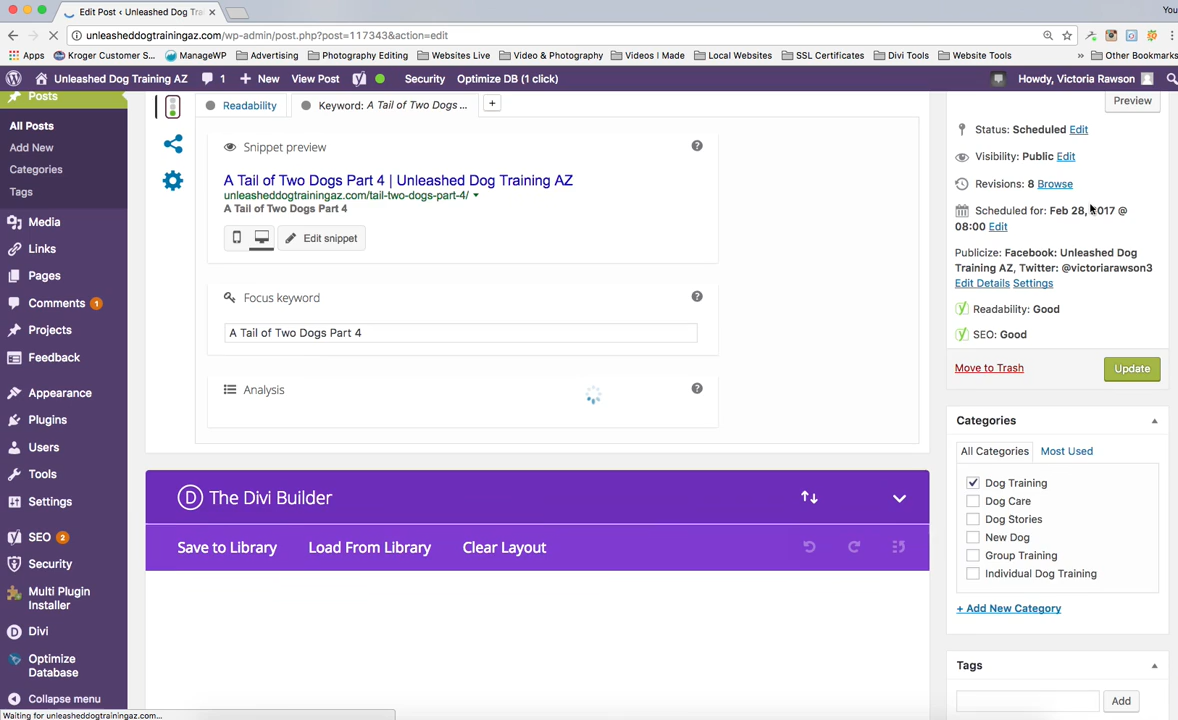 Edit Post ‹ Unleashed Dog Tra
You
unleasheddogtrainingaz.com/wp-admin/post.php?post=117343&action=edit
Apps Kroger Customer S... ManageWP Advertising Photography Editing Websites Live Video & Photography Videos I Made Local Websites SSL Certificates Divi Tools Website Tools » Other Bookmarks
Unleashed Dog Training AZ 1 + New View Post Security Optimize DB (1 click) Howdy, Victoria Rawson
Posts
All Posts
Add New
Categories
Tags
Media
Links
Pages
Comments 1
Projects
Feedback
Appearance
Plugins
Users
Tools
Settings
SEO 2
Security
Multi Plugin
Installer
Divi
Optimize
Database
Collapse menu
Waiting for unleasheddogtrainingaz.com...
Readability Keyword: A Tail of Two Dogs ... +
Snippet preview
A Tail of Two Dogs Part 4 | Unleashed Dog Training AZ
unleasheddogtrainingaz.com/tail-two-dogs-part-4/
A Tail of Two Dogs Part 4
Edit snippet
Focus keyword
A Tail of Two Dogs Part 4
Analysis
D The Divi Builder
Save to Library Load From Library Clear Layout
Preview
Status: Scheduled Edit
Visibility: Public Edit
Revisions: 8 Browse
Scheduled for: Feb 28, 2017 @
08:00 Edit
Publicize: Facebook: Unleashed Dog
Training AZ, Twitter: @victoriarawson3
Edit Details Settings
Readability: Good
SEO: Good
Move to Trash Update
Categories
All Categories Most Used
Dog Training
Dog Care
Dog Stories
New Dog
Group Training
Individual Dog Training
+ Add New Category
Tags
Add